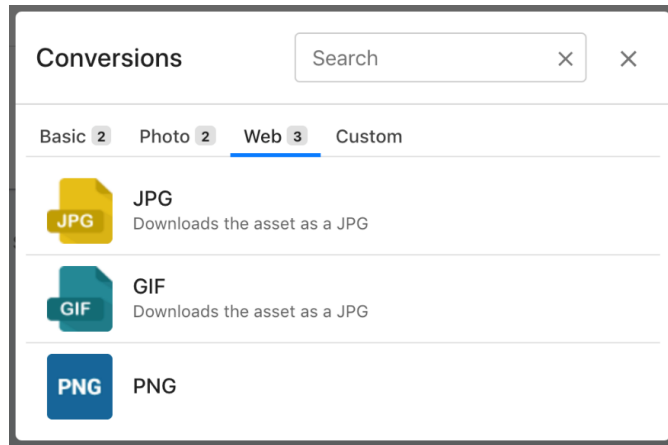 Conversions
Search
Basic 2 Photo 2 Web 3 Custom
JPG
JPG
Downloads the asset as a JPG
GIF
GIF
Downloads the asset as a JPG
PNG
PNG